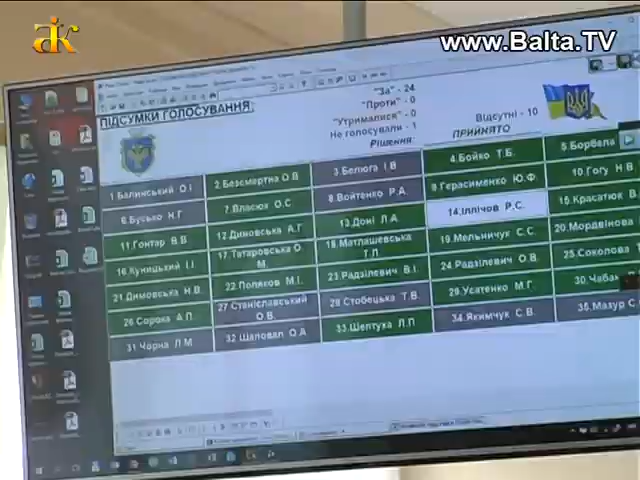 www.Balta.TV
ПІДСУМКИ ГОЛОСУВАННЯ
"За" - 24
"Проти" - 0
"Утрималися" - 0
Не голосували - 1
Рішення:
Відсутні - 10
ПРИЙНЯТО
1.Балинський О.І
2.Безсмертна О.В
3.Белюга І.В
4.Бойко Т.Б.
5.Борбела
6.Бусько Н.Г
7.Власюк О.С
8.Войтенко Р.А.
9.Герасименко Ю.Ф.
10.Гогу Н.В
11.Гонтар В.В
12.Диновська А.Г
13.Доні Л.А
14.Іллічов Р.С.
15.Красатюк В
16.Куницький І.І.
17.Татаровська О.М.
18.Матлашевська Т.Л
19.Мельничук С.С.
20.Мордвінова
21.Димовська Н.В
22.Поляков М.І.
23.Радзілевич В.І.
24.Радзілевич О.В.
25.Соколова
26.Сорока А.П.
27.Станіславський О.В.
28.Стобецька Т.В.
29.Усатенко М.Г
30.Чабан
31.Чорна Л.М
32.Шаповал О.А
33.Шептуха Л.П
34.Якимчук С.В.
35.Мазур С.